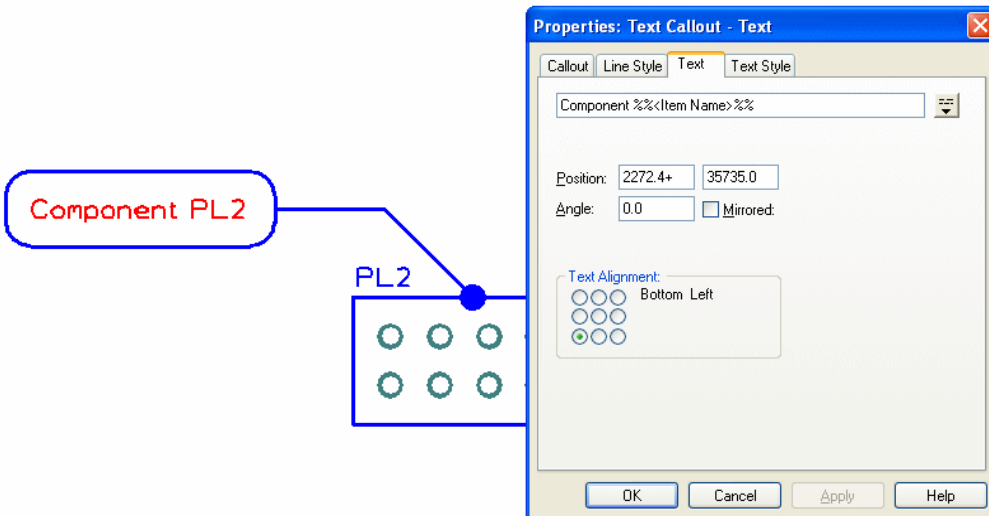 Component PL2
PL2
Properties: Text Callout - Text
Callout Line Style Text Text Style
Component %%<Item Name>%%
Position: 2272.4+ 35735.0
Angle: 0.0 Mirrored:
Text Alignment:
Bottom Left
OK Cancel Apply Help